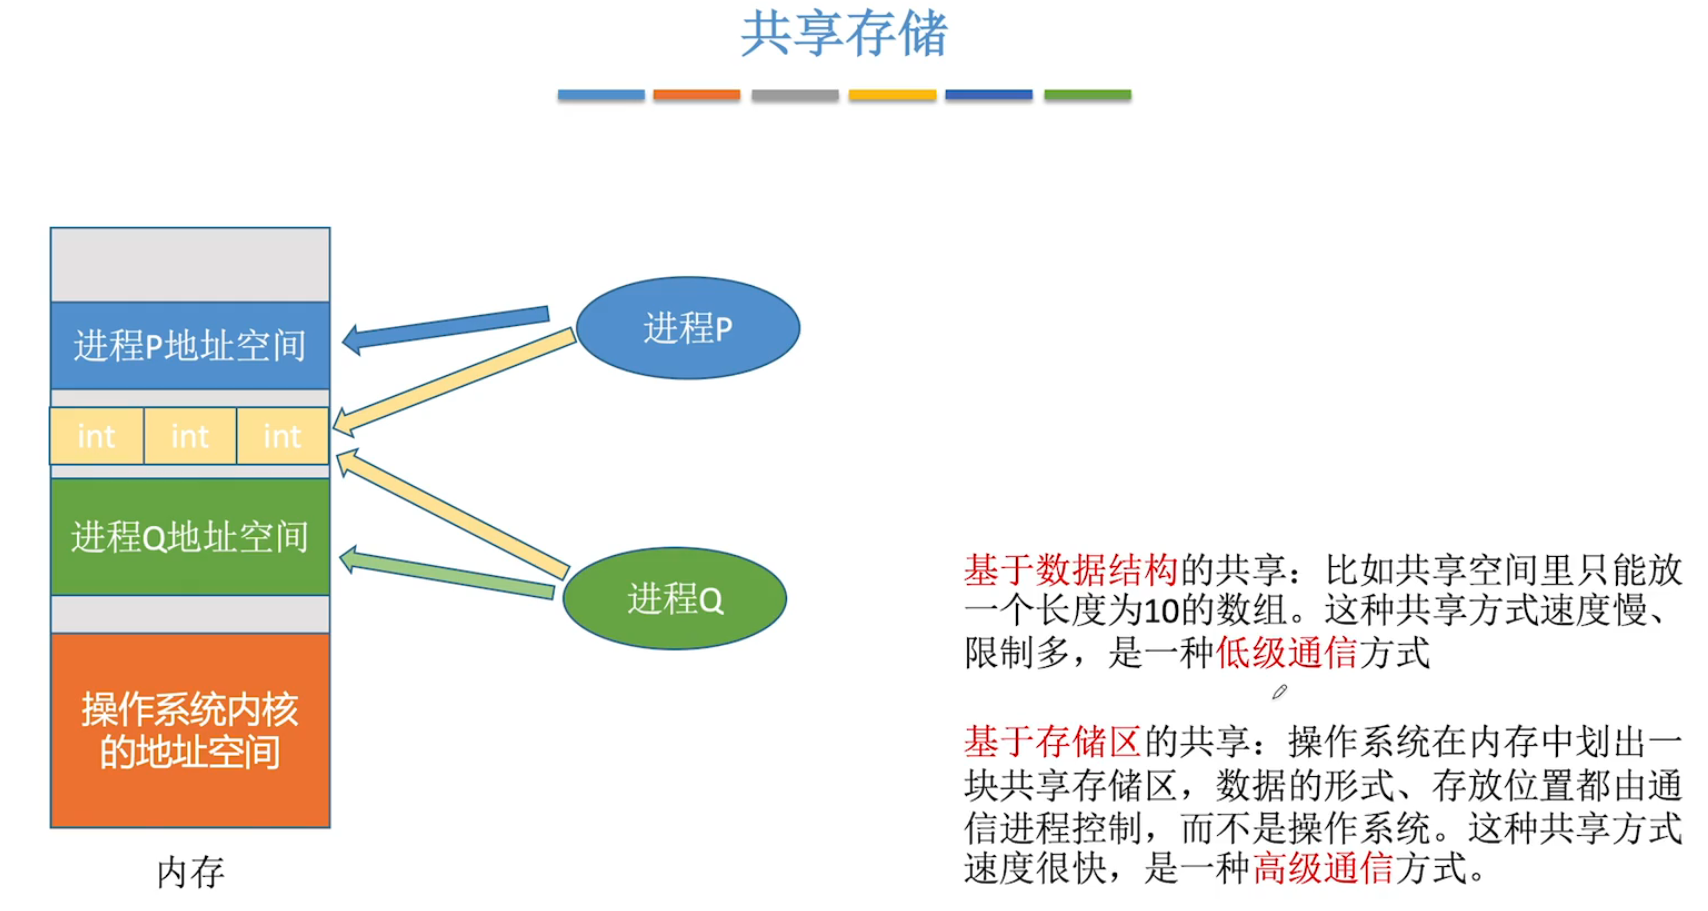 共享存储
进程P地址空间
进程P
int int int
进程Q地址空间
进程Q
操作系统内核
的地址空间
内存
基于数据结构的共享：比如共享空间里只能放
一个长度为10的数组。这种共享方式速度慢、
限制多，是一种低级通信方式
基于存储区的共享：操作系统在内存中划出一
块共享存储区，数据的形式、存放位置都由通
信进程控制，而不是操作系统。这种共享方式
速度很快，是一种高级通信方式。